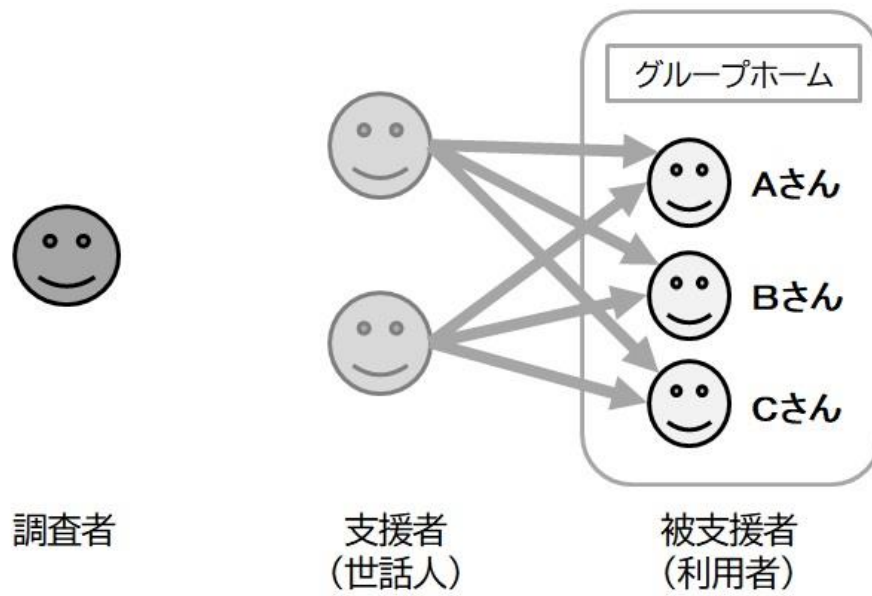 グループホーム
Aさん
Bさん
Cさん
調査者
支援者
（世話人）
被支援者
（利用者）